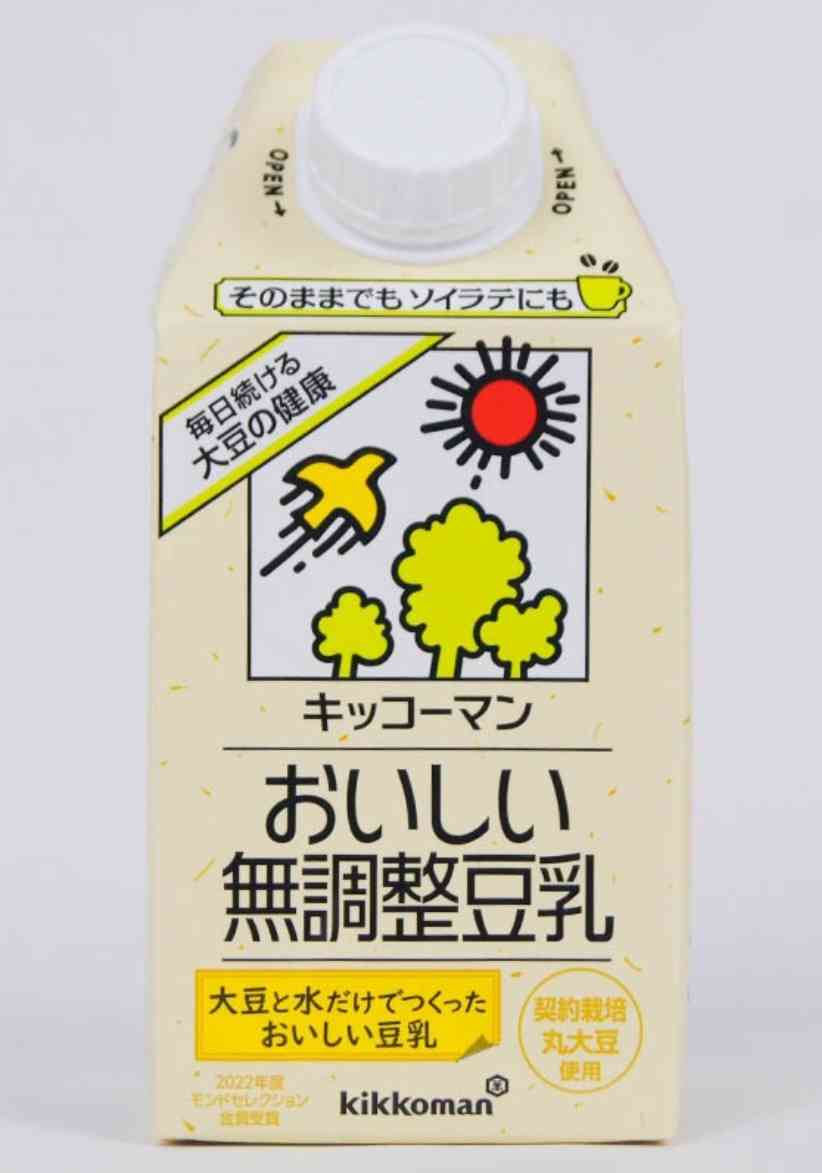 OPEN
OPEN
そのままでも ソイラテにも
毎日続ける
大豆の健康
キッコーマン
おいしい
無調整豆乳
大豆と水だけでつくった
おいしい豆乳
契約栽培
丸大豆
使用
2022年度
モンドセレクション
金賞受賞
kikkoman